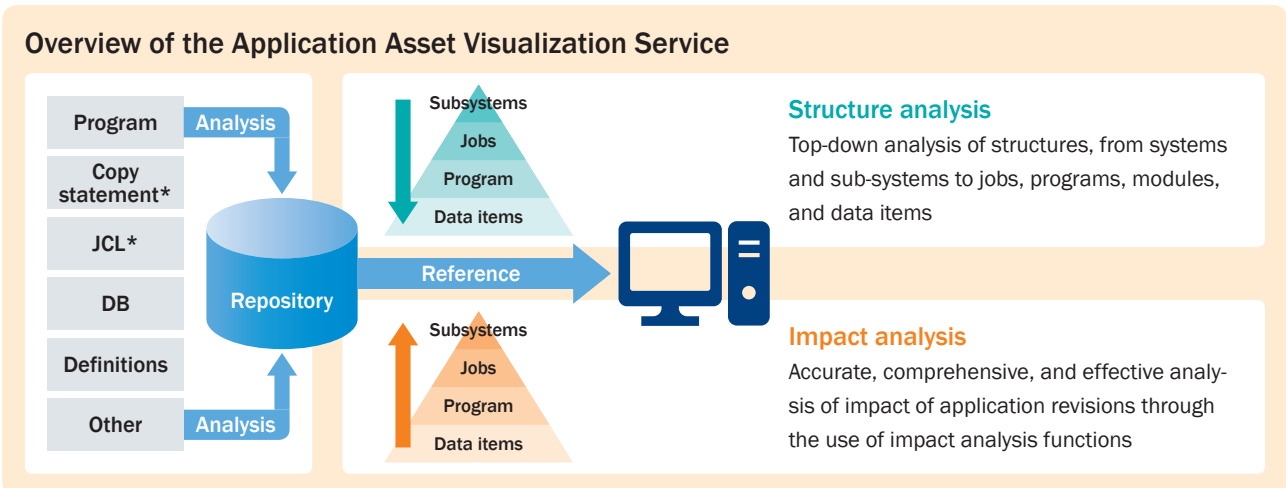 Overview of the Application Asset Visualization Service
Program
Analysis
Copy
statement*
JCL*
DB
Definitions
Other
Analysis
Repository
Subsystems
Jobs
Program
Data items
Structure analysis
Top-down analysis of structures, from systems
and sub-systems to jobs, programs, modules,
and data items
Reference
Subsystems
Jobs
Program
Data items
Impact analysis
Accurate, comprehensive, and effective analy-
sis of impact of application revisions through
the use of impact analysis functions